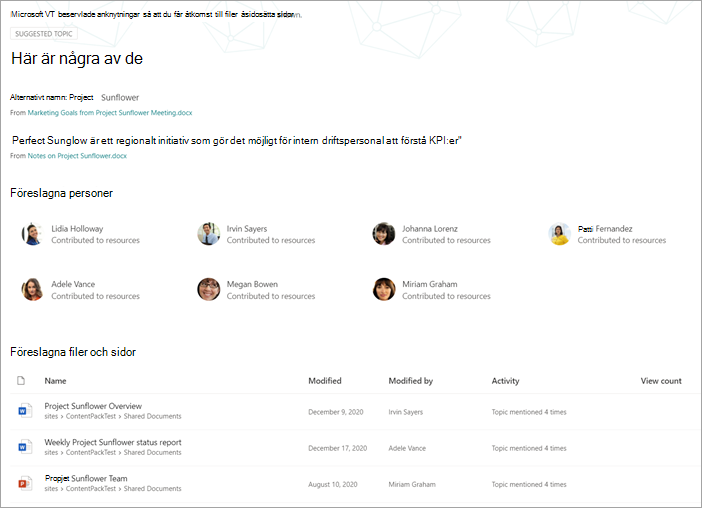 Microsoft VT beservlade anknytningar så att du får åtkomst till filer åsidosätta sidor
SUGGESTED TOPIC
Här är några av de
Alternativt namn: Project Sunflower
From Marketing Goals from Project Sunflower Meeting.docx
Perfect Sunglow är ett regionalt initiativ som gör det möjligt för intern driftspersonal att förstå KPI:er"
From Notes on Project Sunflower.docx
Föreslagna personer
Lidia Holloway Irvin Sayers Johanna Lorenz Patti Fernandez
Contributed to resources Contributed to resources Contributed to resources Contributed to resources
Adele Vance Megan Bowen Miriam Graham
Contributed to resources Contributed to resources Contributed to resources
Föreslagna filer och sidor
Name Modified Modified by Activity View count
Project Sunflower Overview
sites › ContentPackTest › Shared Documents December 9, 2020 Irvin Sayers Topic mentioned 4 times
Weekly Project Sunflower status report
sites › ContentPackTest › Shared Documents December 17, 2020 Adele Vance Topic mentioned 4 times
Propjet Sunflower Team
sites › ContentPackTest › Shared Documents August 10, 2020 Miriam Graham Topic mentioned 4 times